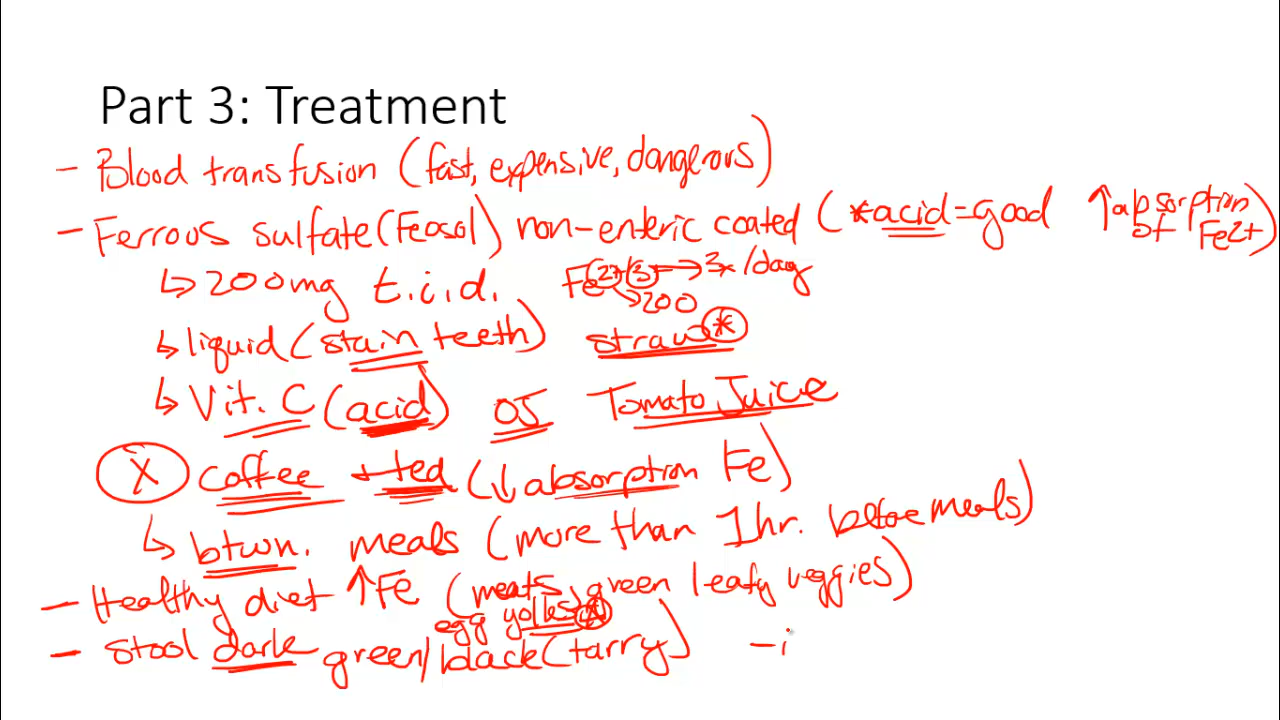 Part 3: Treatment
- Blood transfusion (fast, expensive, dangerous)
- Ferrous sulfate (Feosol) non-enteric coated (*acid=good ↑absorption of Fe2+)
↳ 200mg t.i.d. Fe(2+/3+ → 3x/day
↳ 200
↳ liquid (stain teeth) straw*
↳ Vit. C (acid) OJ Tomato Juice
X coffee + tea (↓ absorption Fe)
↳ btwn. meals (more than 1hr. before meals)
- Healthy diet ↑Fe (meats, green leafy veggies)
egg yolks
- Stool dark green/black (tarry) -i